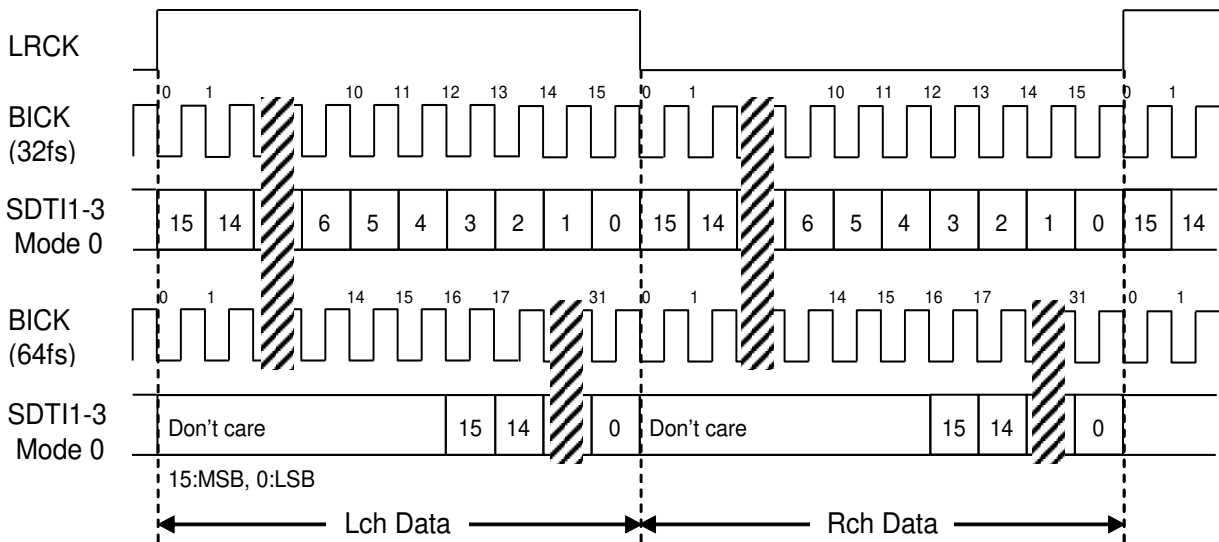 LRCK
0 1 10 11 12 13 14 15 0 1 10 11 12 13 14 15 0 1
BICK
(32fs)
SDTI1-3
Mode 0
15 14 6 5 4 3 2 1 0 15 14 6 5 4 3 2 1 0 15 14
0 1 14 15 16 17 31 0 1 14 15 16 17 31 0 1
BICK
(64fs)
SDTI1-3
Mode 0
Don't care 15 14 0 Don't care 15 14 0
15:MSB, 0:LSB
Lch Data Rch Data